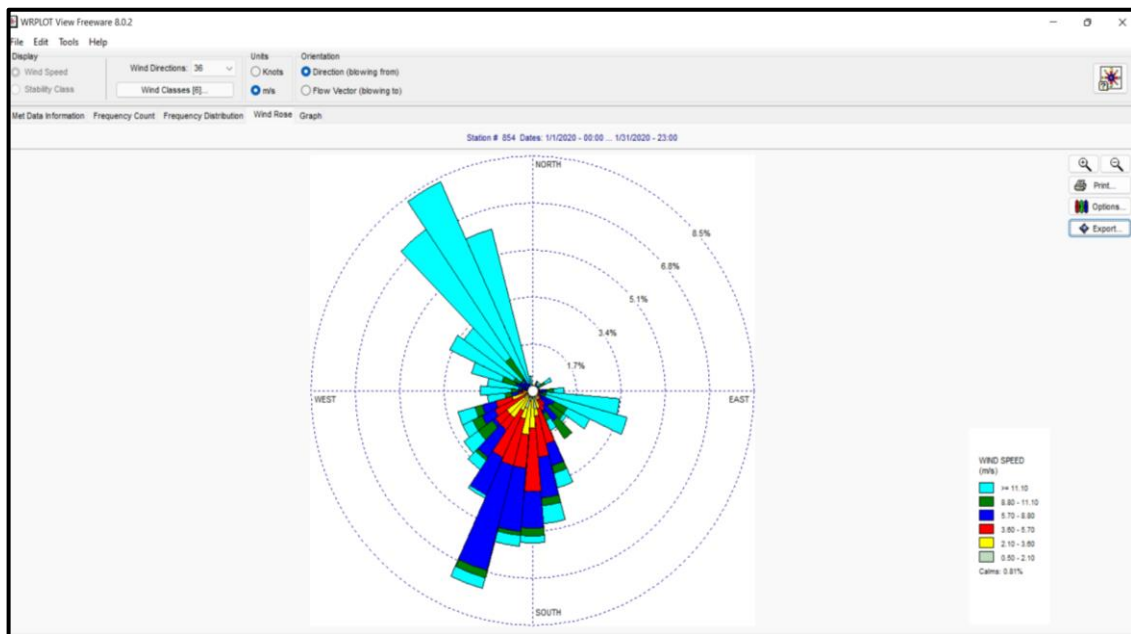 WRPLOT View Freeware 8.0.2
File Edit Tools Help
Display
Wind Speed
Stability Class
Wind Directions: 36
Wind Classes [6]...
Units
Knots
m/s
Orientation
Direction (blowing from)
Flow Vector (blowing to)
Met Data Information Frequency Count Frequency Distribution Wind Rose Graph
Station # 854 Dates: 1/1/2020 - 00:00 ... 1/31/2020 - 23:00
Print...
Options...
Export...
NORTH
8.5%
6.8%
5.1%
3.4%
1.7%
WEST
EAST
SOUTH
WIND SPEED
(m/s)
>= 11.10
8.80 - 11.10
5.70 - 8.80
3.60 - 5.70
2.10 - 3.60
0.50 - 2.10
Calms: 0.81%